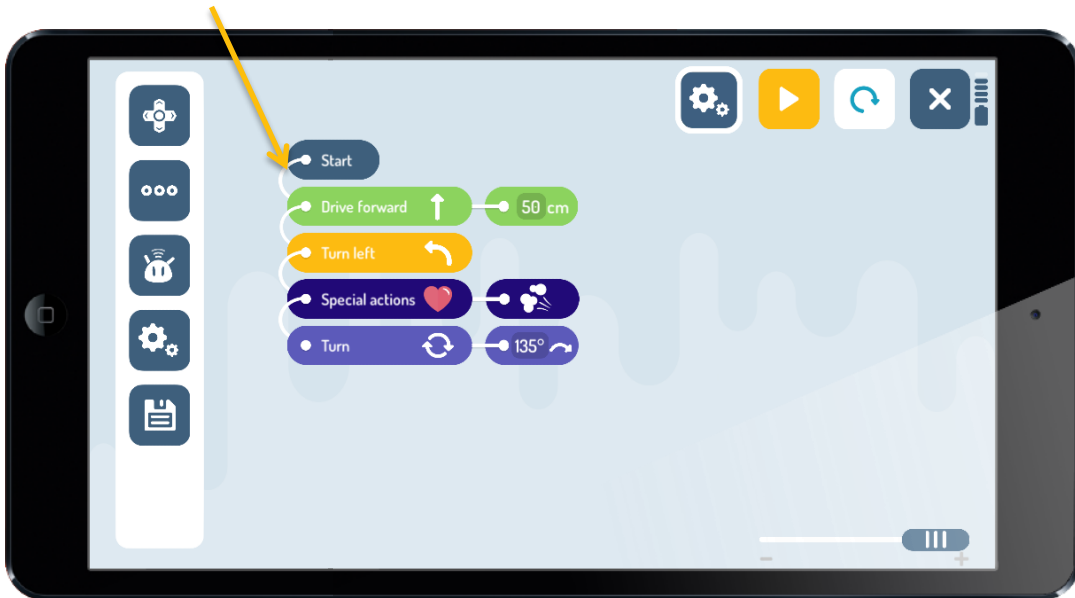 Start
Drive forward 50 cm
Turn left
Special actions
Turn 135°
- +